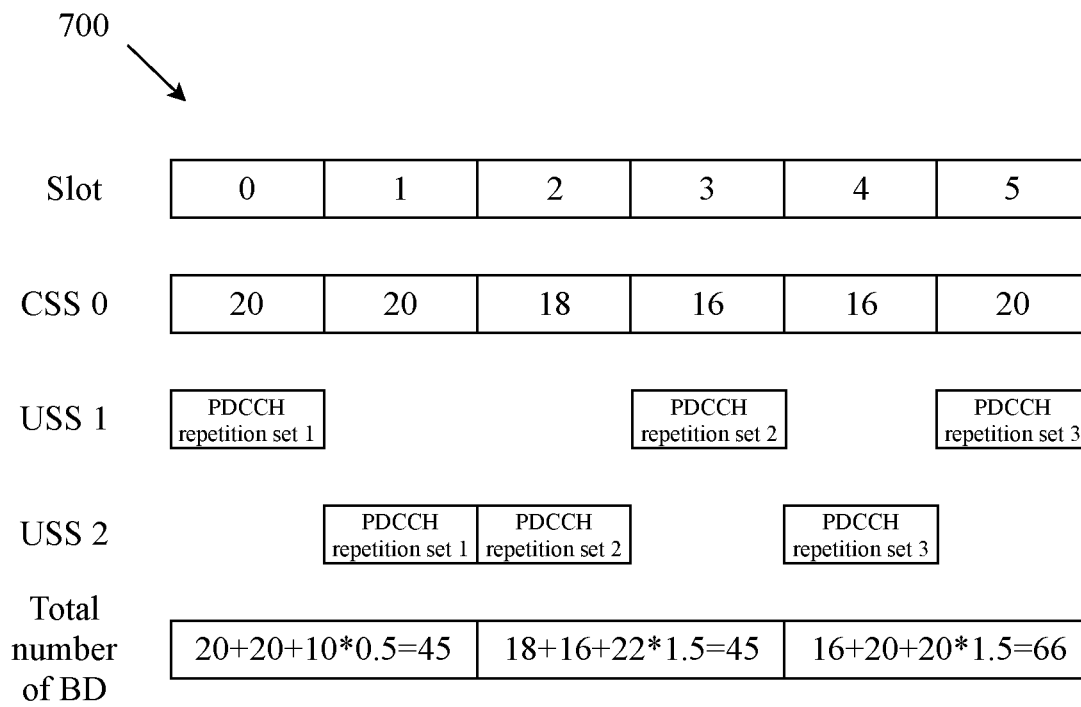 700
Slot 0 1 2 3 4 5
CSS 0 20 20 18 16 16 20
USS 1 PDCCH repetition set 1 PDCCH repetition set 2 PDCCH repetition set 3
USS 2 PDCCH repetition set 1 PDCCH repetition set 2 PDCCH repetition set 3
Total number of BD 20+20+10*0.5=45 18+16+22*1.5=45 16+20+20*1.5=66